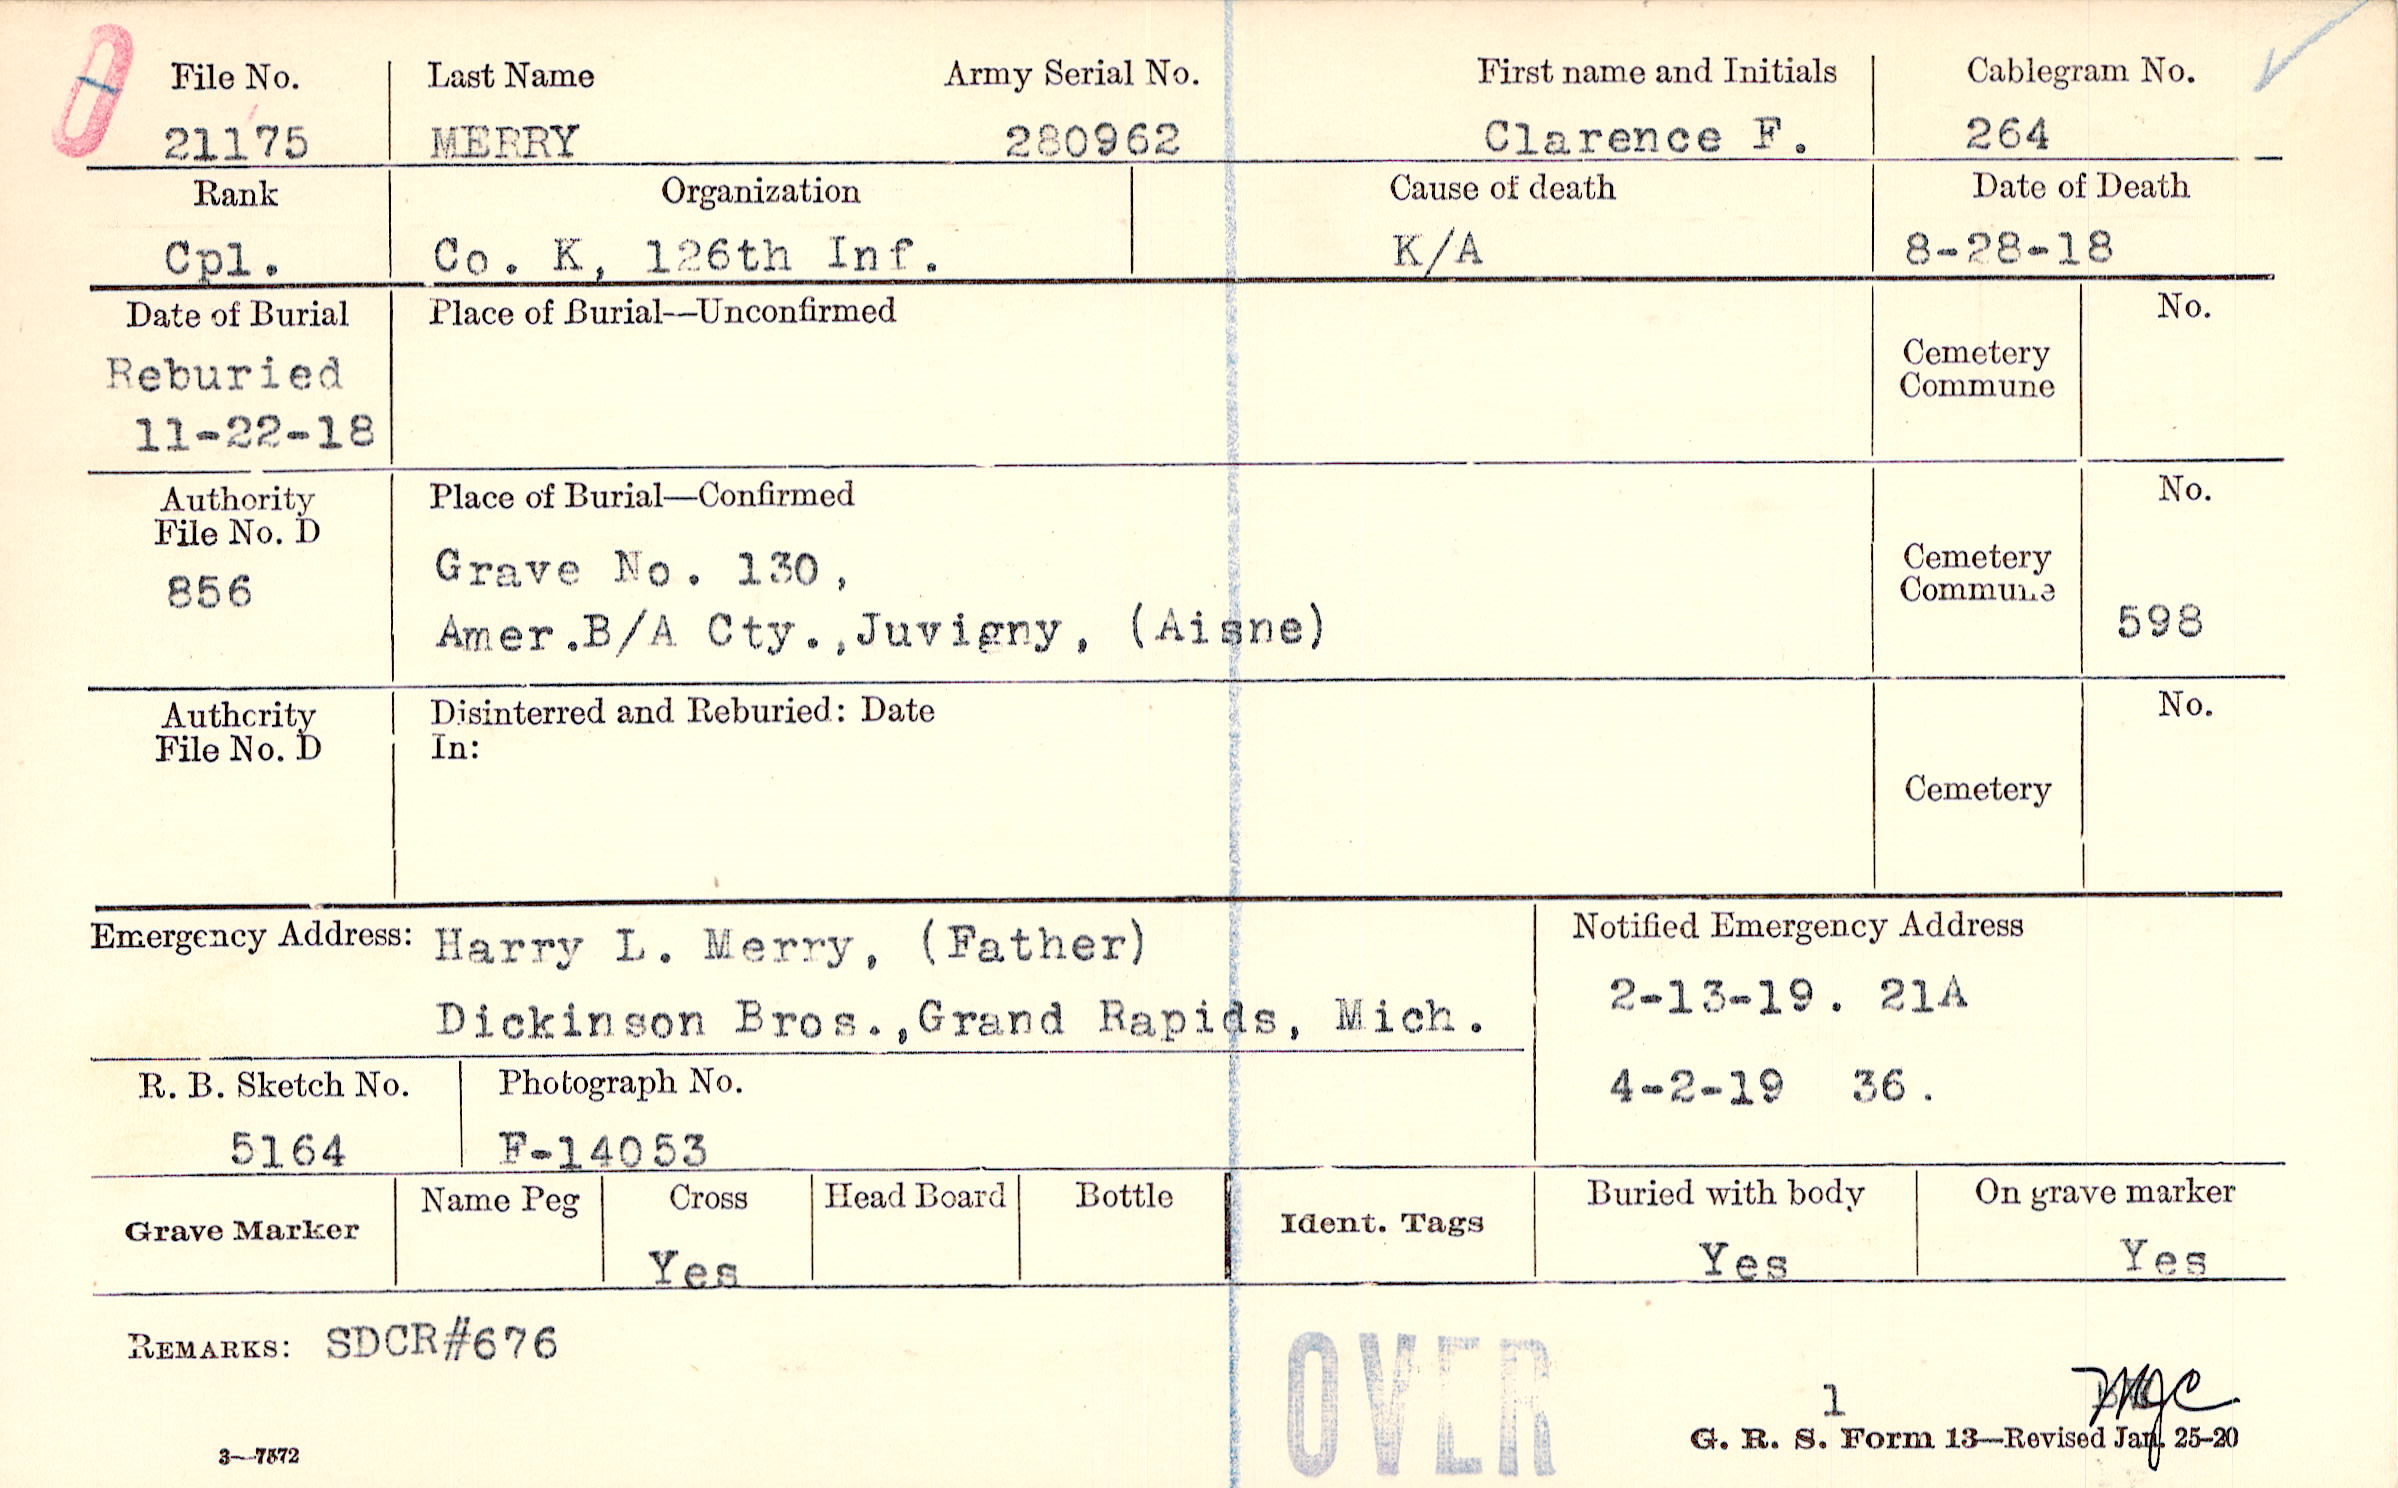 File No. Last Name Army Serial No. First name and Initials Cablegram No.
21175 MERRY 280962 Clarence F. 264
Rank Organization Cause of death Date of Death
Cpl. Co. K, 126th Inf. K/A 8-28-18
Date of Burial Place of Burial—Unconfirmed No.
Reburied
11-22-18
Cemetery
Commune
Authority Place of Burial—Confirmed No.
File No. D
856
Grave No. 130,
Amer.B/A Cty.,Juvigny, (Aisne)
Cemetery
Commune
598
Authority Disinterred and Reburied: Date No.
File No. D In:
Cemetery
Emergency Address: Harry L. Merry, (Father)
Dickinson Bros.,Grand Rapids, Mich.
Notified Emergency Address
2-13-19. 21A
4-2-19 36.
R. B. Sketch No. Photograph No.
5164 F-14053
Grave Marker Name Peg Cross Head Board Bottle Ident. Tags Buried with body On grave marker
Yes Yes Yes
REMARKS: SDCR#676
OVER
1
3—7572
G. R. S. Form 13—Revised Jan. 25-20